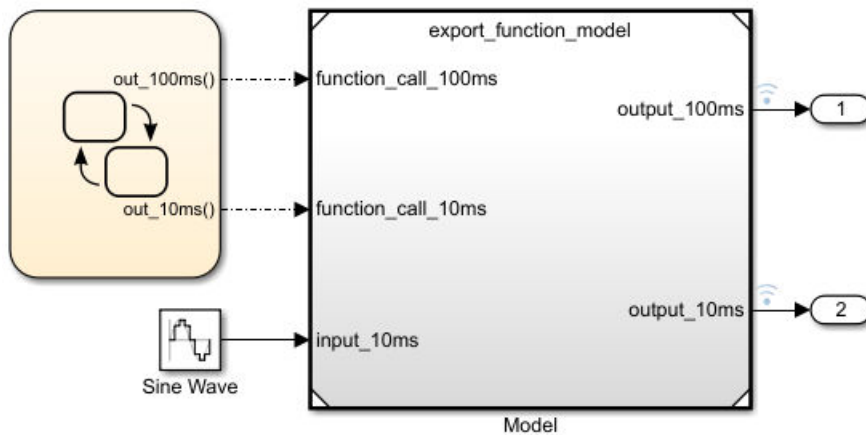 export_function_model
out_100ms()
function_call_100ms
output_100ms
1
out_10ms()
function_call_10ms
output_10ms
2
input_10ms
Sine Wave
Model